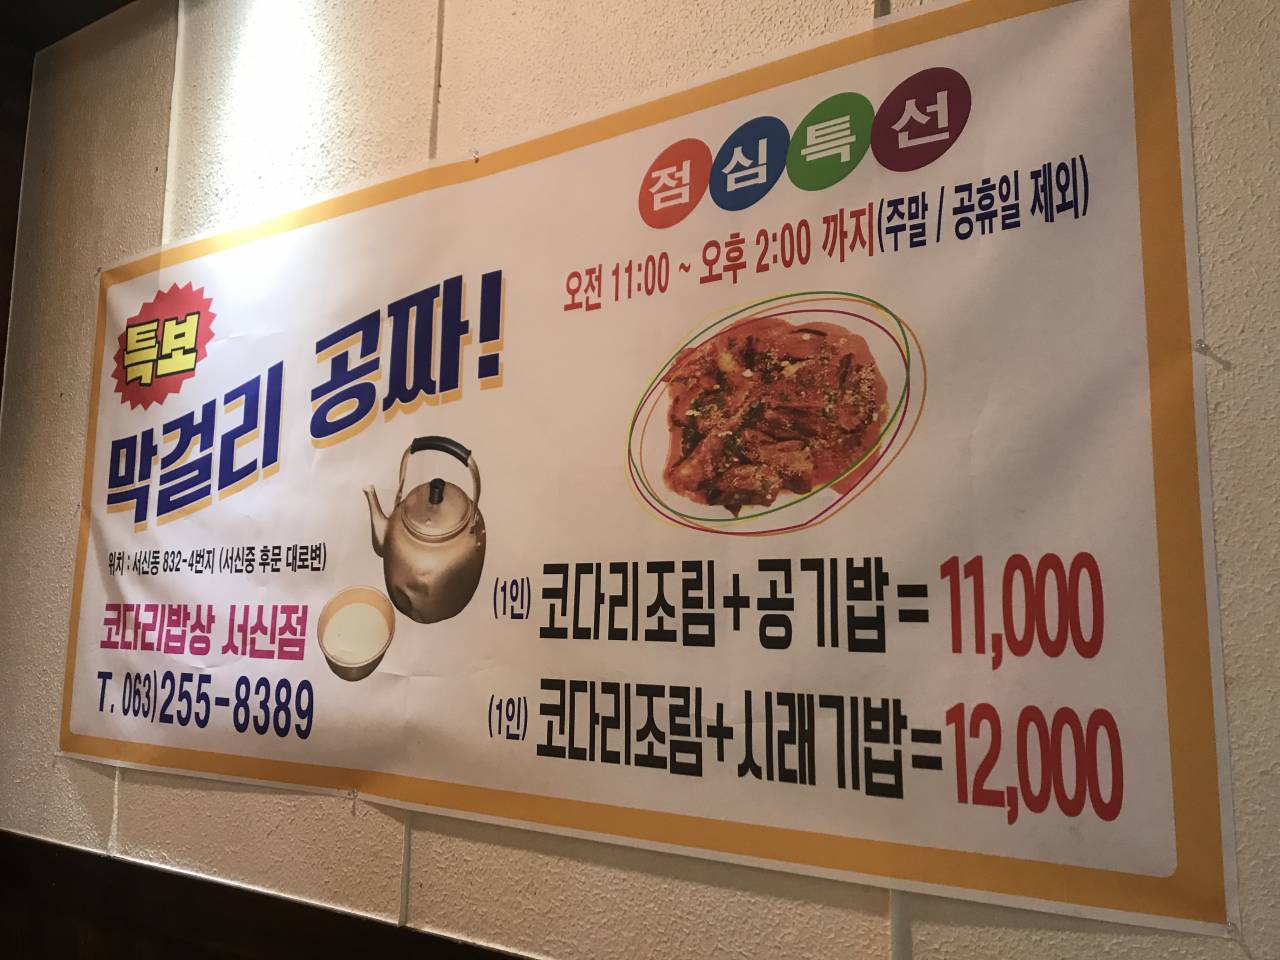 특보
막걸리 공짜!
위치 : 서신동 832-4번지 (서신중 후문 대로변)
코다리밥상 서신점
T. 063)255-8389
점심특선
오전 11:00 ~ 오후 2:00 까지(주말 / 공휴일 제외)
(1인) 코다리조림+공기밥=11,000
(1인) 코다리조림+시래기밥=12,000